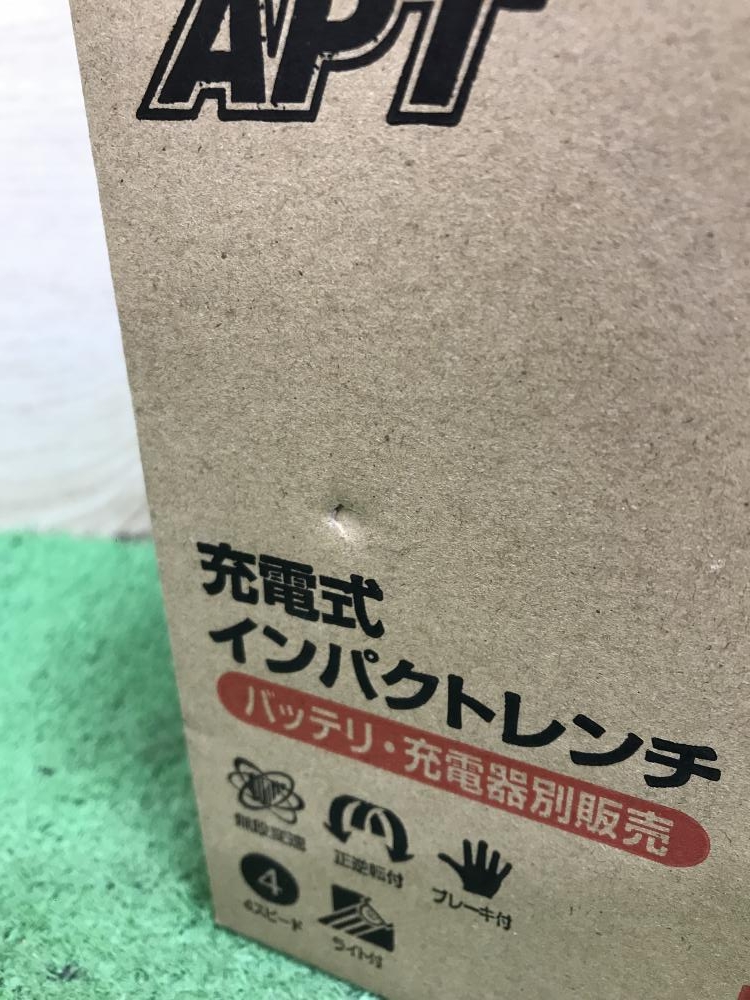 APT
充電式
インパクトレンチ
バッテリ・充電器別販売
無段変速
正逆転付
ブレーキ付
4
4スピード
ライト付